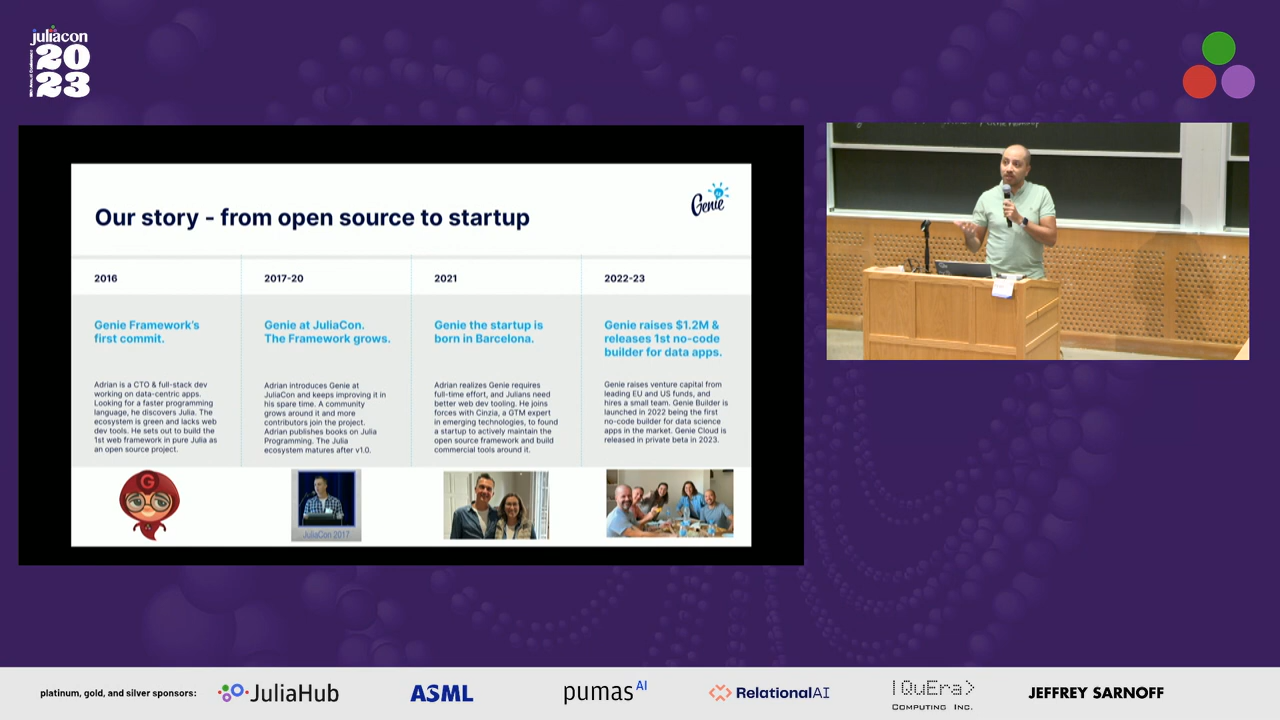 juliacon
20
23
Our story - from open source to startup
Genie
2016
Genie Framework's
first commit.
Adrian is a CTO & full-stack dev
working on data-centric apps.
Looking for a faster programming
language, he discovers Julia. The
ecosystem is green and lacks web
dev tools. He sets out to build the
1st web framework in pure Julia as
an open source project.
2017-20
Genie at JuliaCon.
The Framework grows.
Adrian introduces Genie at
JuliaCon and keeps improving it in
his spare time. A community
grows around it and more
contributors join the project.
Adrian publishes books on Julia
Programming. The Julia
ecosystem matures after v1.0.
JuliaCon 2017
2021
Genie the startup is
born in Barcelona.
Adrian realizes Genie requires
full-time effort, and Julians need
better web dev tooling. He joins
forces with Cinzia, a GTM expert
in emerging technologies, to found
a startup to actively maintain the
open source framework and build
commercial tools around it.
2022-23
Genie raises $1.2M &
releases 1st no-code
builder for data apps.
Genie raises venture capital from
leading EU and US funds, and
hires a small team. Genie Builder is
launched in 2022 being the first
no-code builder for data science
apps in the market. Genie Cloud is
released in private beta in 2023.
platinum, gold, and silver sponsors:
JuliaHub
ASML
pumas AI
RelationalAI
|QuEra>
COMPUTING INC.
JEFFREY SARNOFF